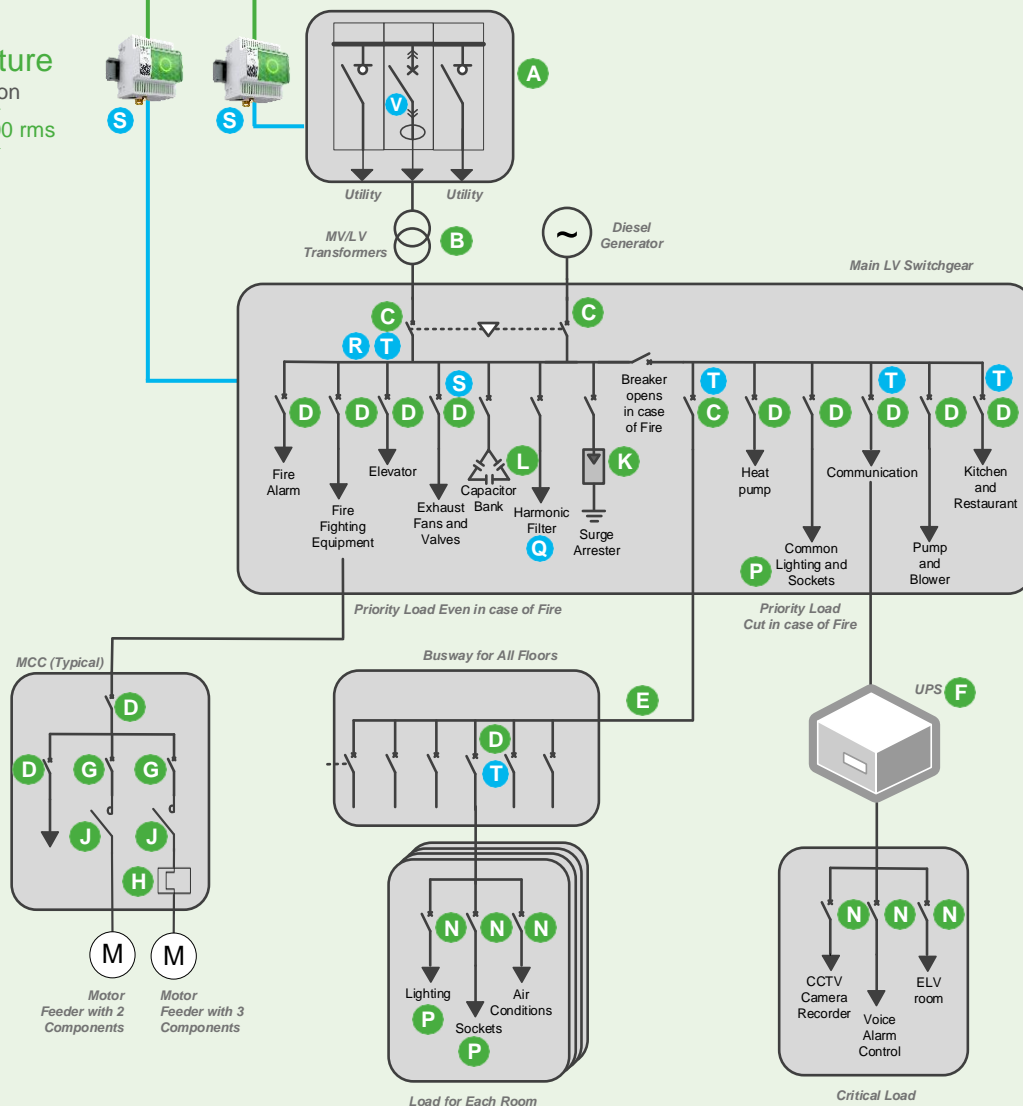 ture
on
0 rms
S
S
A
V
Utility
Utility
MV/LV
Transformers
B
~
Diesel
Generator
Main LV Switchgear
C
C
R
T
S
T
T
T
Breaker
opens
in case
of Fire
D
D
D
D
C
D
D
D
D
D
Fire
Alarm
Elevator
L
K
Heat
pump
Communication
Kitchen
and
Restaurant
Fire
Fighting
Equipment
Exhaust
Fans and
Valves
Capacitor
Bank
Harmonic
Filter
Q
Surge
Arrester
P
Common
Lighting and
Sockets
Pump
and
Blower
Priority Load Even in case of Fire
Priority Load
Cut in case of Fire
MCC (Typical)
Busway for All Floors
D
E
UPS
F
D
G
G
D
T
J
J
H
M
M
Motor
Feeder with 2
Components
Motor
Feeder with 3
Components
N
N
N
Lighting
P
Sockets
P
Air
Conditions
Load for Each Room
N
N
N
CCTV
Camera
Recorder
Voice
Alarm
Control
ELV
room
Critical Load